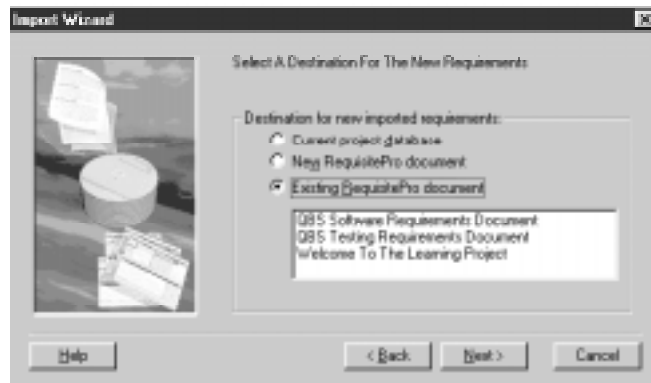 Import Wizard
Select A Destination For The New Requirements
Destination for new imported requirements:
Current project database
New RequisitePro document
Existing RequisitePro document
QBS Software Requirements Document
QBS Testing Requirements Document
Welcome To The Learning Project
Help
< Back
Next >
Cancel